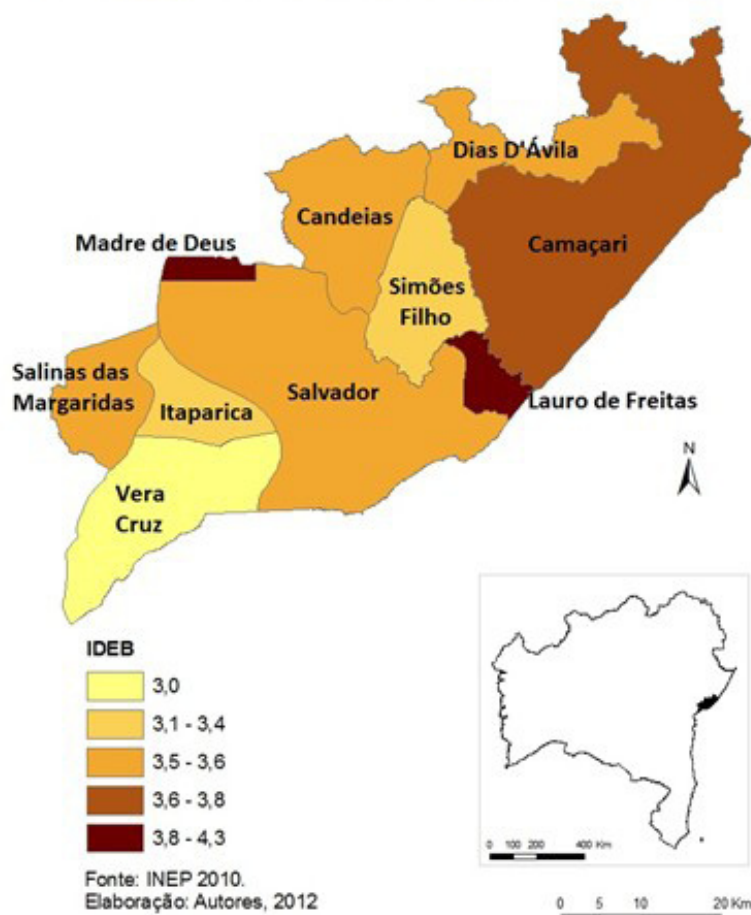 Dias D'Ávila
Candeias
Madre de Deus
Camaçari
Simões
Filho
Salinas das
Margaridas
Salvador
Itaparica
Lauro de Freitas
Vera
Cruz
N
IDEB
3,0
3,1 - 3,4
3,5 - 3,6
3,6 - 3,8
3,8 - 4,3
0 100 200 400 Km
Fonte: INEP 2010.
Elaboração: Autores, 2012
0 5 10 20 Km